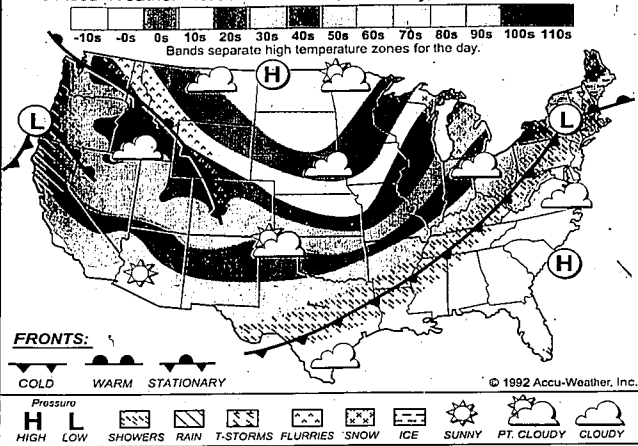 -10s -0s 0s 10s 20s 30s 40s 50s 60s 70s 80s 90s 100s 110s
Bands separate high temperature zones for the day.
H
L
L
H
FRONTS:
COLD WARM STATIONARY
© 1992 Accu-Weather, Inc.
Pressure
H L
HIGH LOW SHOWERS RAIN T-STORMS FLURRIES SNOW ICE SUNNY PT. CLOUDY CLOUDY